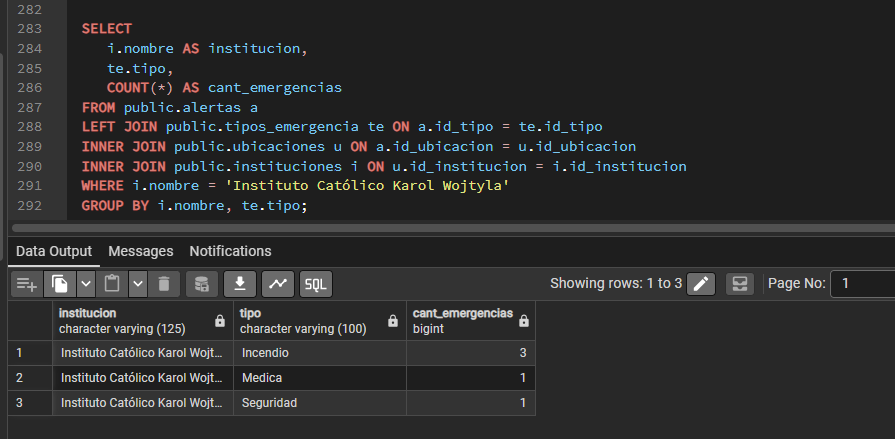 282
283 SELECT
284 i.nombre AS institucion,
285 te.tipo,
286 COUNT(*) AS cant_emergencias
287 FROM public.alertas a
288 LEFT JOIN public.tipos_emergencia te ON a.id_tipo = te.id_tipo
289 INNER JOIN public.ubicaciones u ON a.id_ubicacion = u.id_ubicacion
290 INNER JOIN public.instituciones i ON u.id_institucion = i.id_institucion
291 WHERE i.nombre = 'Instituto Católico Karol Wojtyla'
292 GROUP BY i.nombre, te.tipo;
Data Output Messages Notifications
SQL Showing rows: 1 to 3 Page No: 1
institucion tipo cant_emergencias
character varying (125) character varying (100) bigint
1 Instituto Católico Karol Wojt... Incendio 3
2 Instituto Católico Karol Wojt... Medica 1
3 Instituto Católico Karol Wojt... Seguridad 1